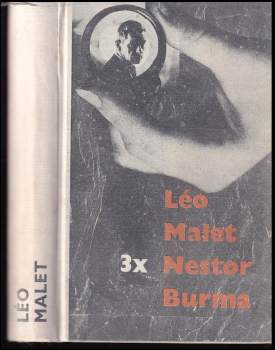 LÉO
MALET
Léo
Malet
3x Nestor
Burma